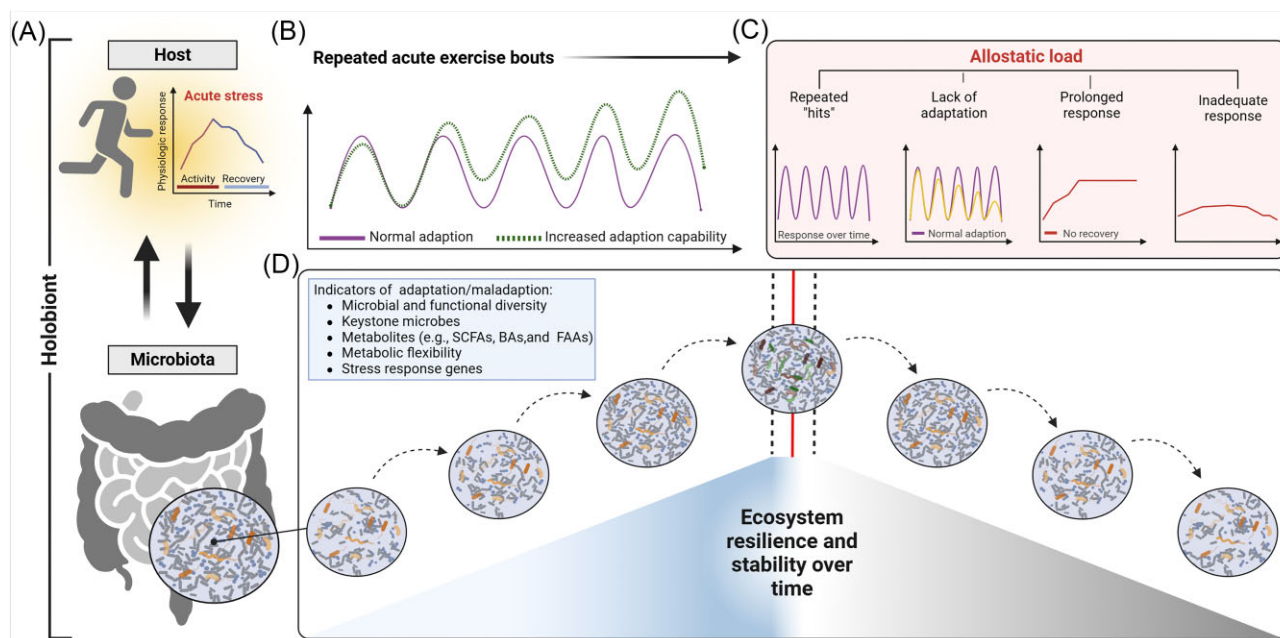 (A)
Holobiont
Host
Acute stress
Physiologic response
Activity
Recovery
Time
Microbiota
(B)
Repeated acute exercise bouts
Normal adaption
Increased adaption capability
(C)
Allostatic load
Repeated
"hits"
Lack of
adaptation
Prolonged
response
Inadequate
response
Response over time
Normal adaption
No recovery
(D)
Indicators of adaptation/maladaption:
• Microbial and functional diversity
• Keystone microbes
• Metabolites (e.g., SCFAs, BAs,and FAAs)
• Metabolic flexibility
• Stress response genes
Ecosystem
resilience and
stability over
time